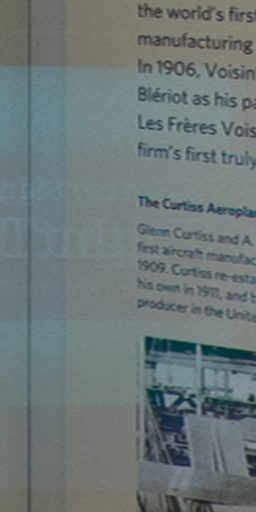 the world's first
manufacturing
In 1906, Voisin
Blériot as his pa
Les Frères Vois
firm's first truly
The Curtiss Aeropla
Glenn Curtiss and A.
first aircraft manufac
1909. Curtiss re-esta
his own in 1911, and b
producer in the Unite